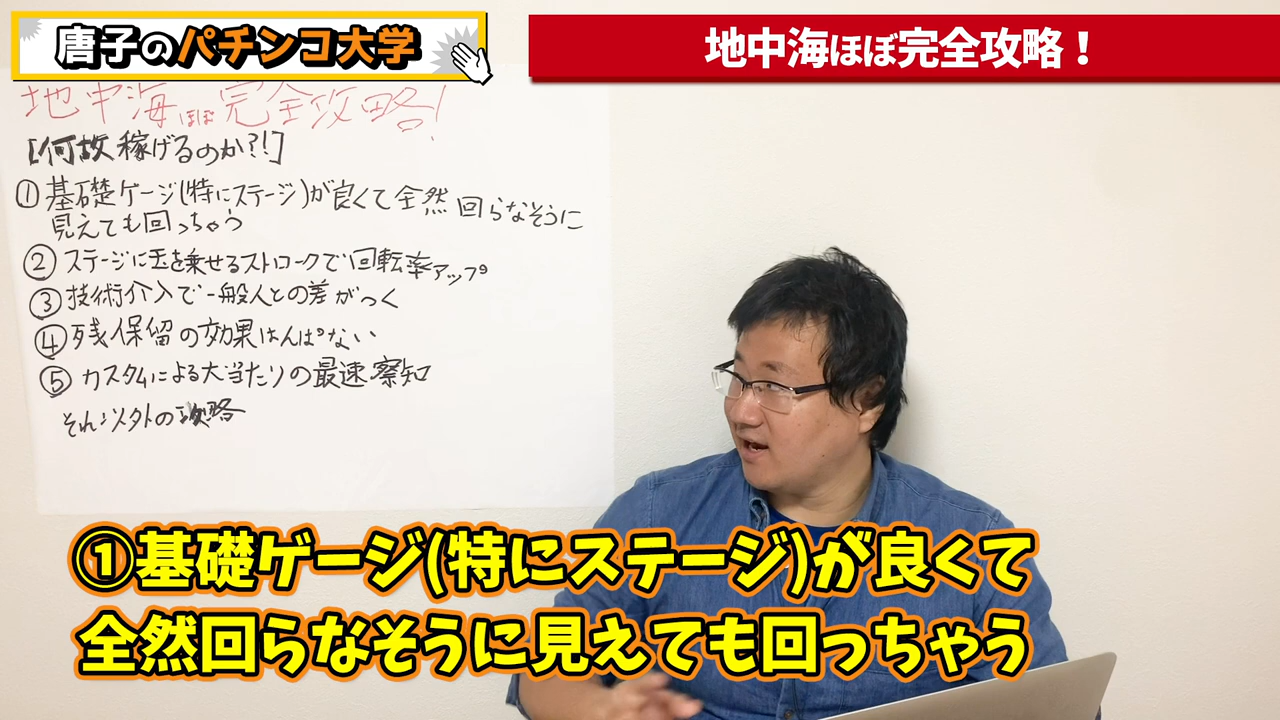 唐子のパチンコ大学
地中海ほぼ完全攻略！
地中海ほぼ完全攻略!
[何故稼げるのか?!]
①基礎ゲージ(特にステージ)が良くて全然回らなそうに
見えても回っちゃう
②ステージに玉を乗せるストロークで回転率アップ
③技術介入で一般人との差がつく
④残保留の効果はんぱない
⑤カスタムによる大当たりの最速察知
それ以外の攻略
①基礎ゲージ(特にステージ)が良くて
全然回らなそうに見えても回っちゃう